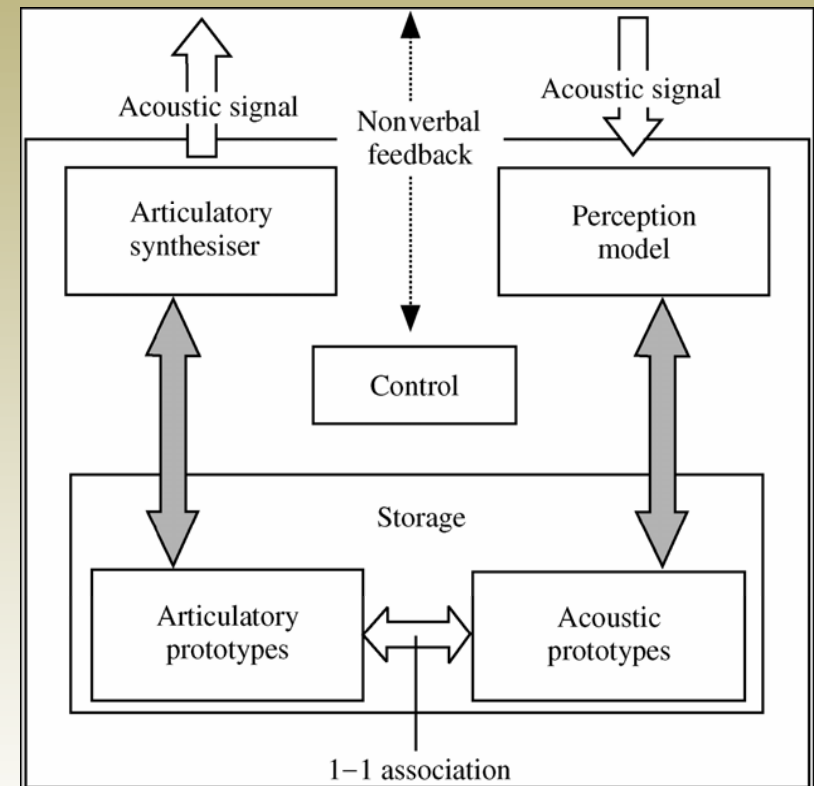 Acoustic signal
Nonverbal
feedback
Acoustic signal
Articulatory
synthesiser
Perception
model
Control
Storage
Articulatory
prototypes
Acoustic
prototypes
1−1 association